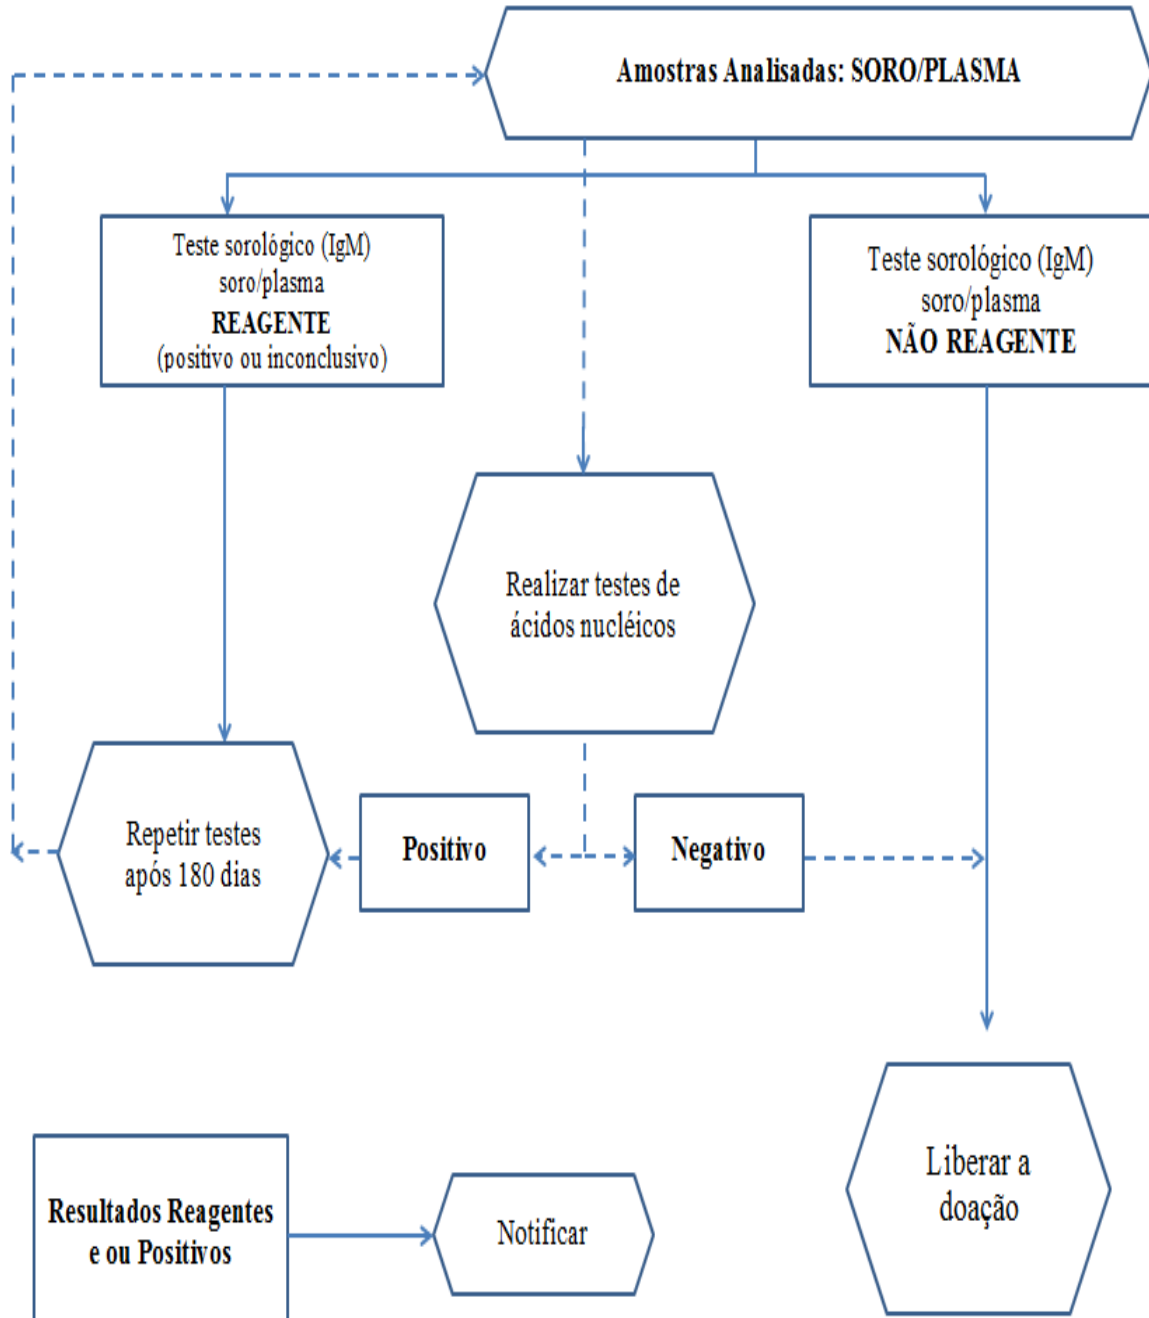 Amostras Analisadas: SORO/PLASMA
Teste sorológico (IgM)
soro/plasma
REAGENTE
(positivo ou inconclusivo)
Teste sorológico (IgM)
soro/plasma
NÃO REAGENTE
Realizar testes de
ácidos nucléicos
Repetir testes
após 180 dias
Positivo
Negativo
Liberar a
doação
Resultados Reagentes
e ou Positivos
Notificar